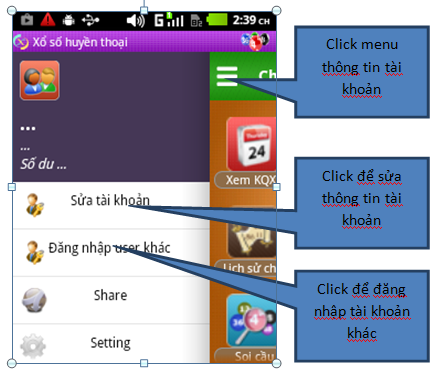 2:39 CH
Xổ số huyền thoại
...
...
Số dư ...
Sửa tài khoản
Đăng nhập user khác
Share
Setting
Ch
Thursday
24
Xem KQX
Lịch sử ch
Soi cầu
Click menu
thông tin tài
khoản
Click để sửa
thông tin tài
khoản
Click để đăng
nhập tài khoản
khác